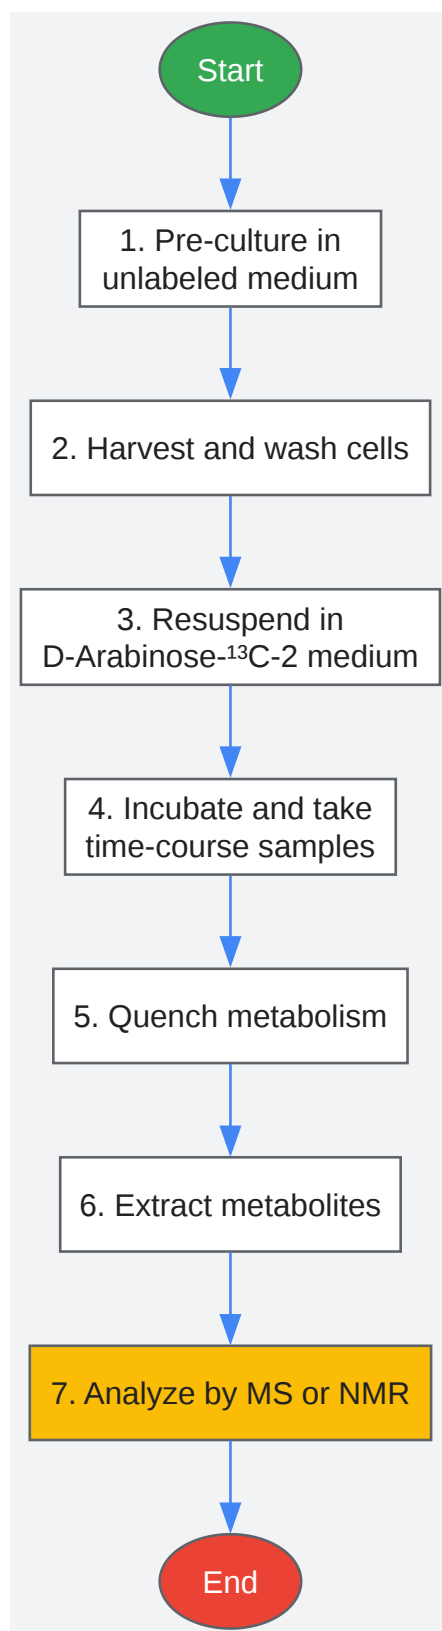 Start
1. Pre-culture in
unlabeled medium
2. Harvest and wash cells
3. Resuspend in
D-Arabinose-¹³C-2 medium
4. Incubate and take
time-course samples
5. Quench metabolism
6. Extract metabolites
7. Analyze by MS or NMR
End